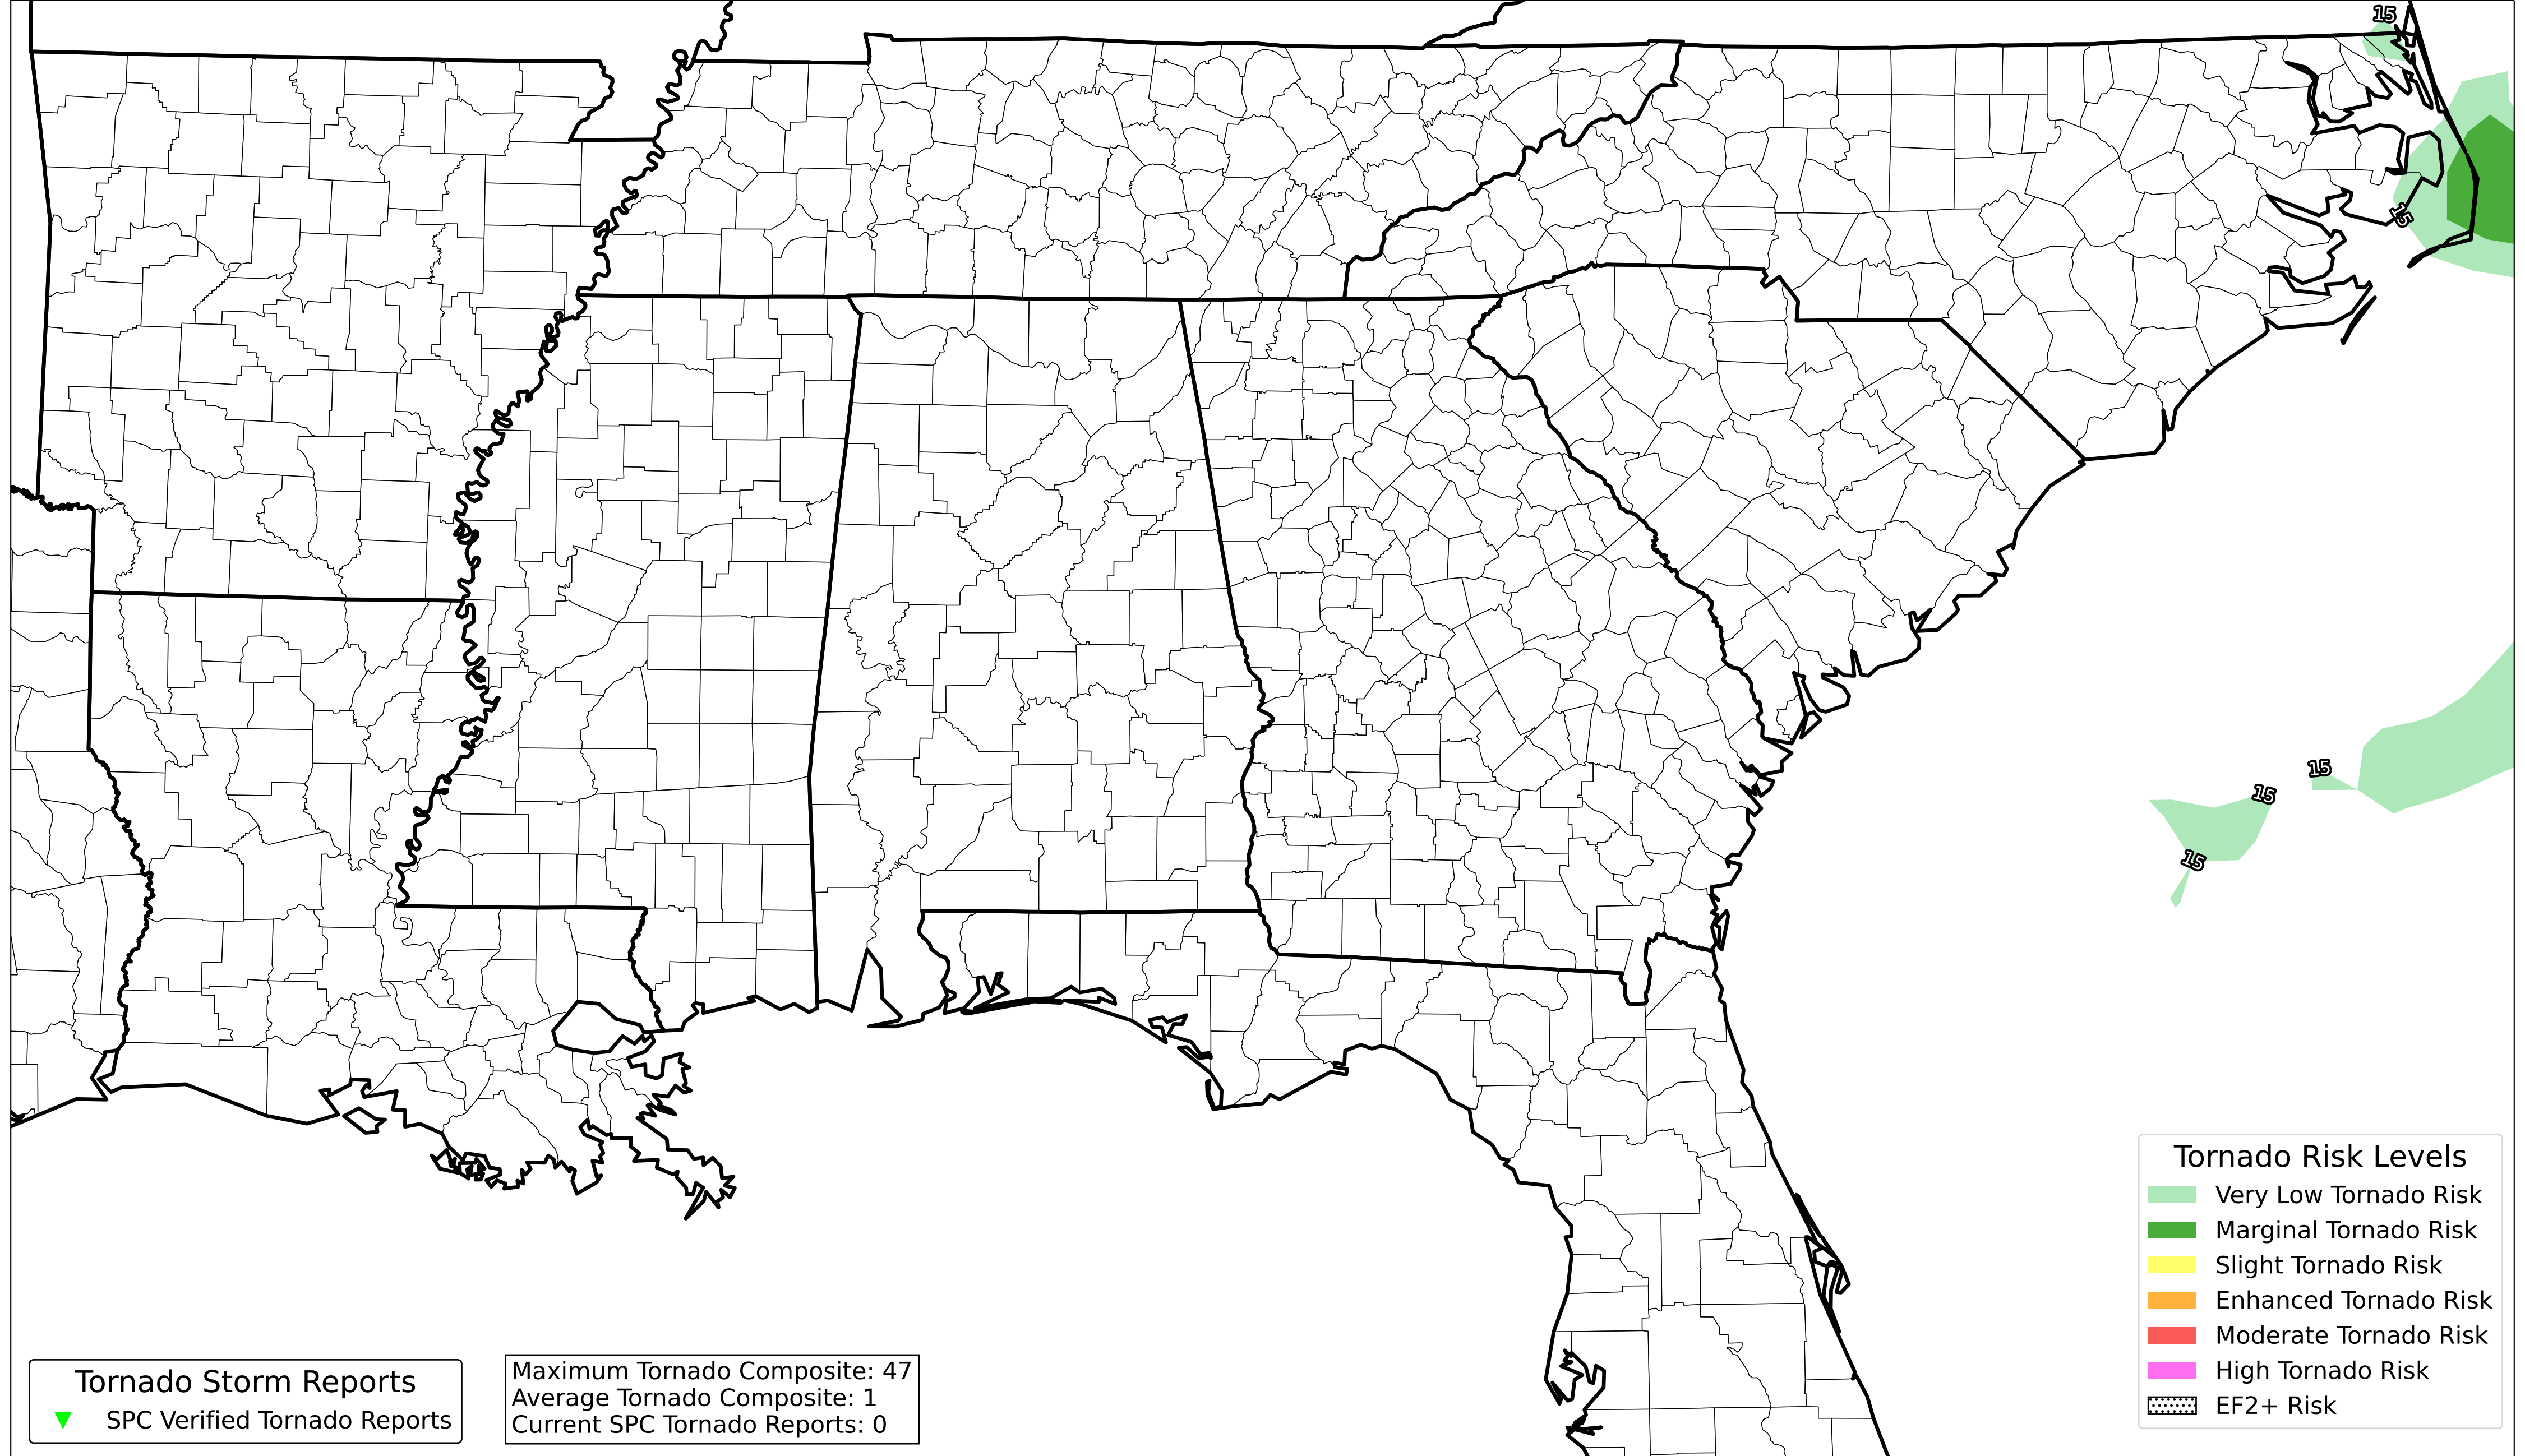 15
15
15
15
15
Tornado Risk Levels
Very Low Tornado Risk
Marginal Tornado Risk
Slight Tornado Risk
Enhanced Tornado Risk
Moderate Tornado Risk
High Tornado Risk
EF2+ Risk
Tornado Storm Reports
SPC Verified Tornado Reports
Maximum Tornado Composite: 47
Average Tornado Composite: 1
Current SPC Tornado Reports: 0